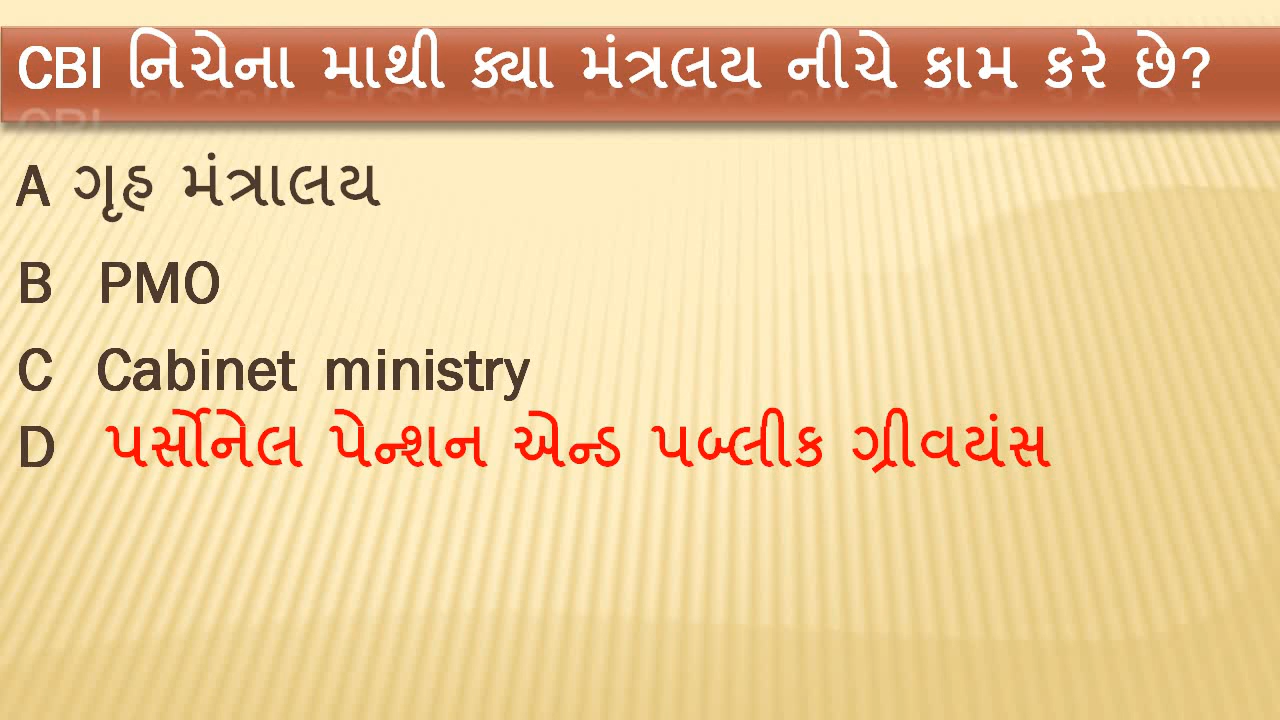 CBI નિચેના માથી ક્યા મંત્રલય નીચે કામ કરે છે?
A ગૃહ મંત્રાલય
B PMO
C Cabinet ministry
D પર્સોનેલ પેન્શન એન્ડ પબ્લીક ગ્રીવયંસ